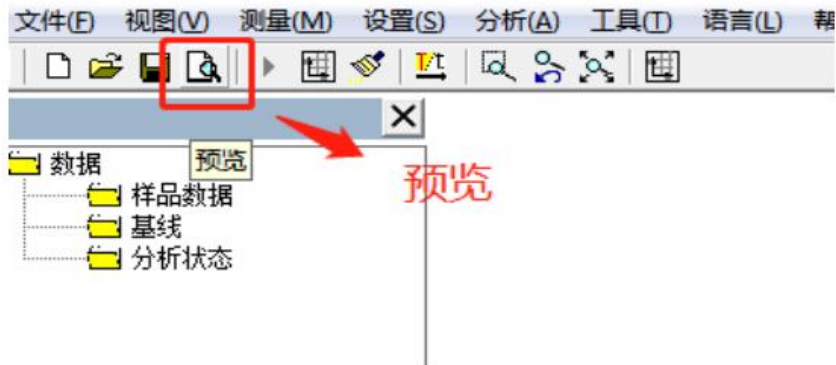 文件(F) 视图(V) 测量(M) 设置(S) 分析(A) 工具(T) 语言(L)
T/t
数据
预览
预览
样品数据
基线
分析状态